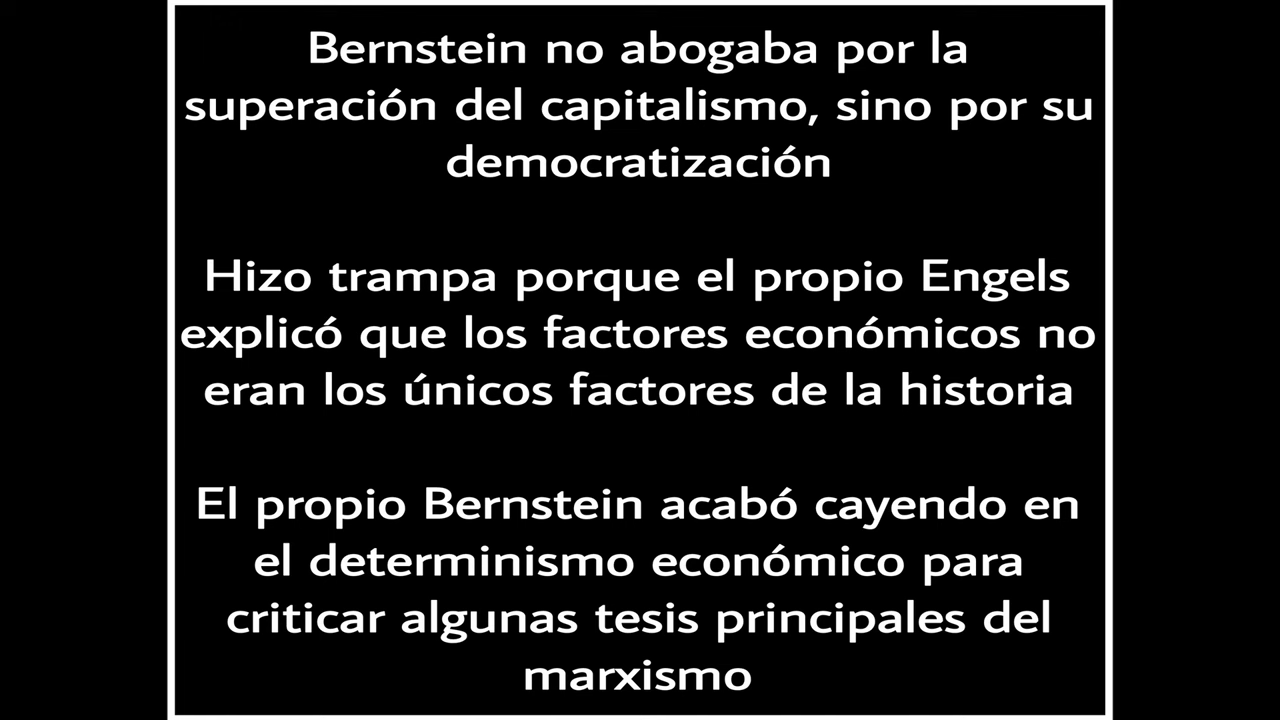 Bernstein no abogaba por la
superación del capitalismo, sino por su
democratización
Hizo trampa porque el propio Engels
explicó que los factores económicos no
eran los únicos factores de la historia
El propio Bernstein acabó cayendo en
el determinismo económico para
criticar algunas tesis principales del
marxismo